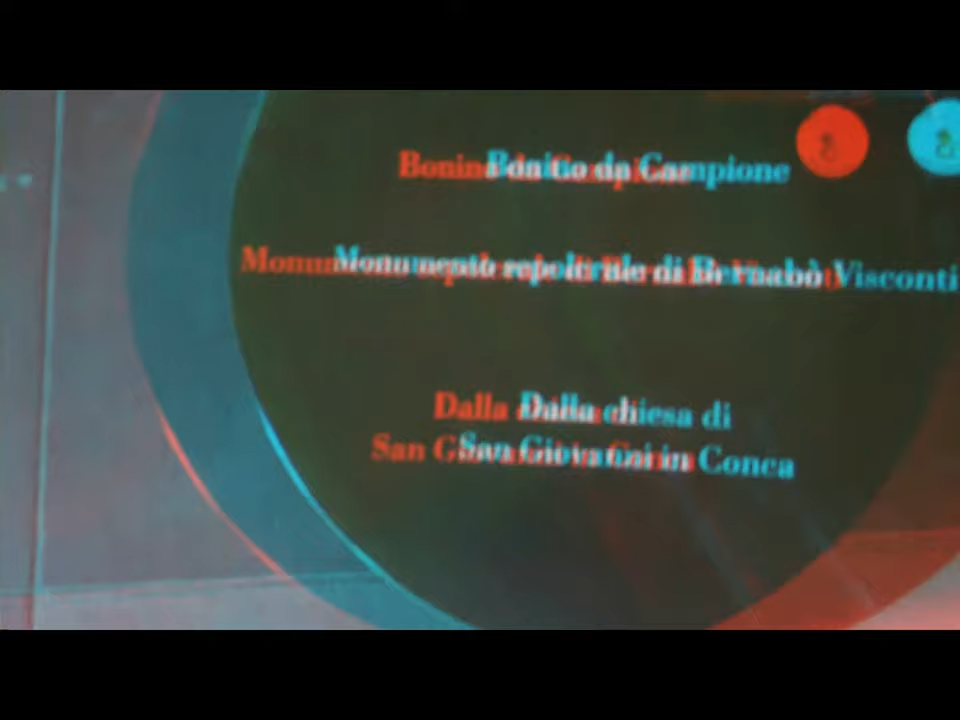 Bonino da Campione
Monumento sepolcrale di Bernabò Visconti
Dalla chiesa di
San Giovanni in Conca